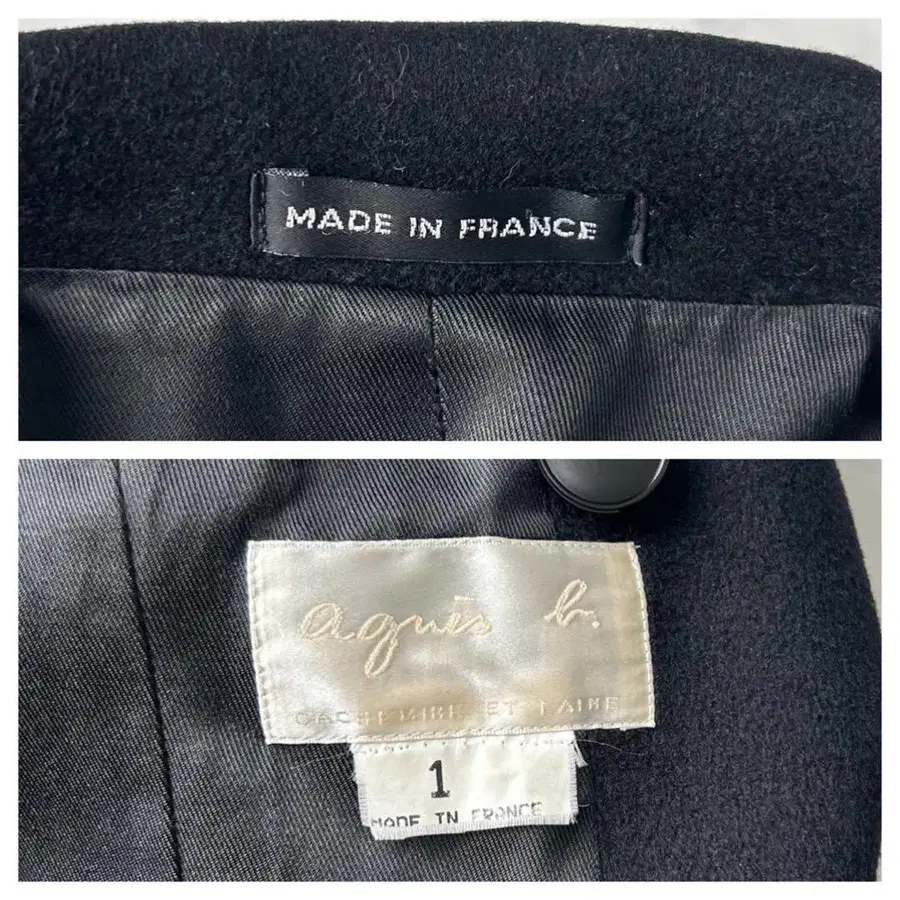 MADE IN FRANCE
agnès b.
CACHEMIRE ET LAINE
1
MADE IN FRANCE